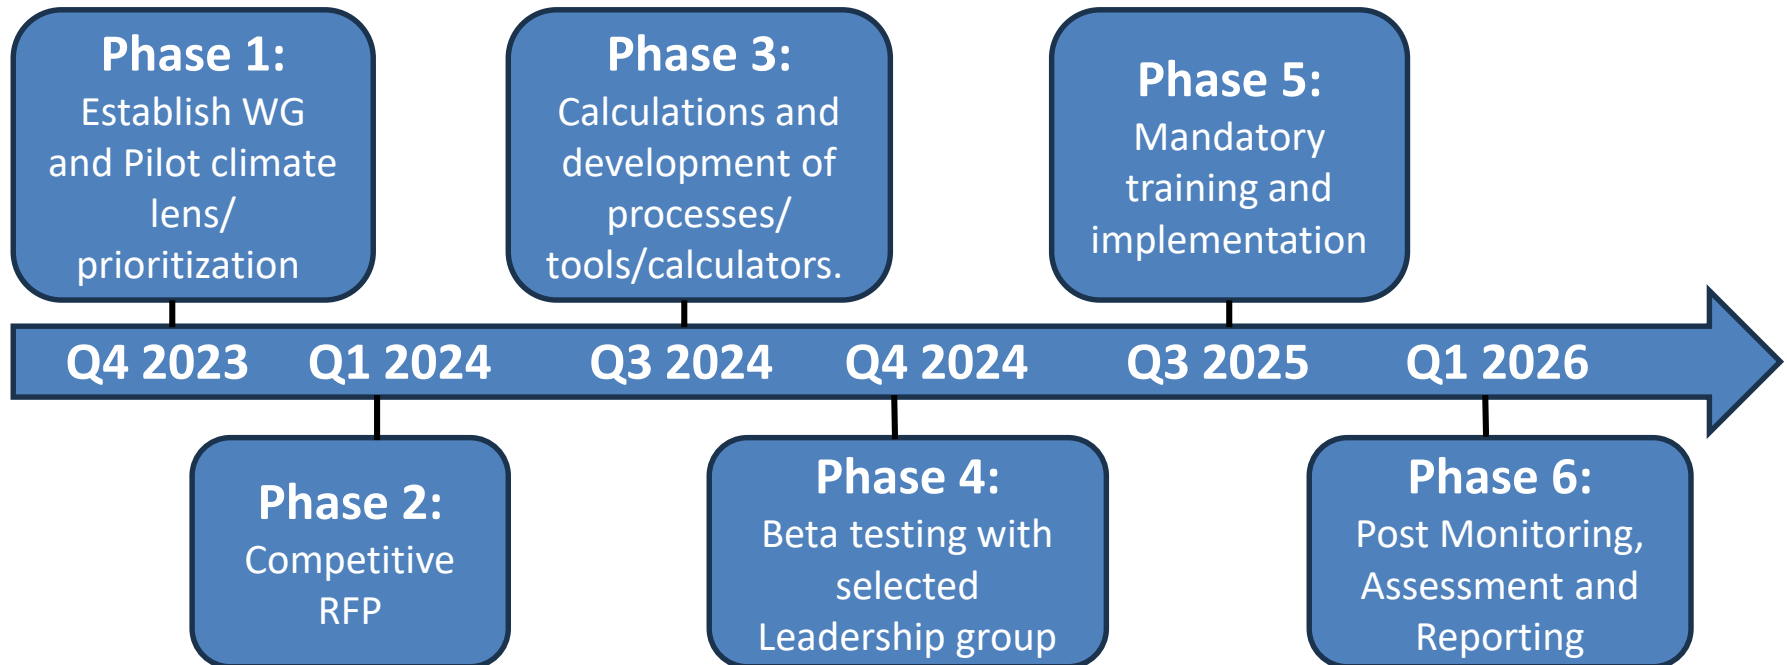 Phase 1:
Establish WG
and Pilot climate
lens/
prioritization
Phase 3:
Calculations and
development of
processes/
tools/calculators.
Phase 5:
Mandatory
training and
implementation
Q4 2023 Q1 2024 Q3 2024 Q4 2024 Q3 2025 Q1 2026
Phase 2:
Competitive
RFP
Phase 4:
Beta testing with
selected
Leadership group
Phase 6:
Post Monitoring,
Assessment and
Reporting